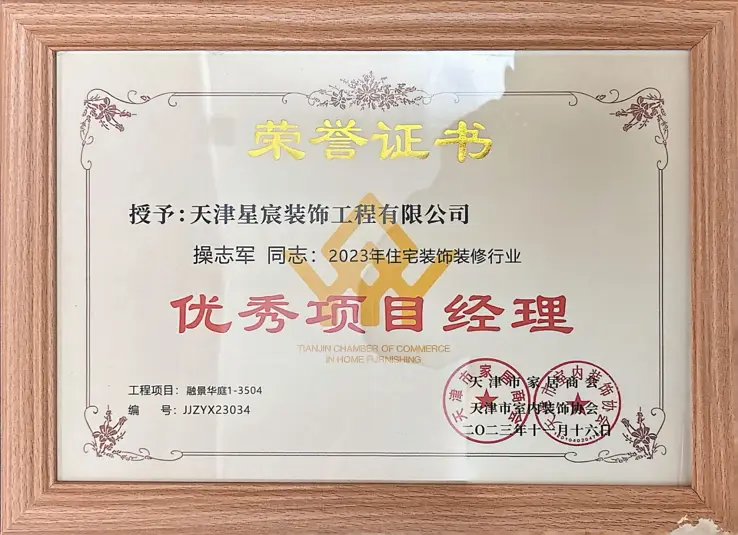 荣誉证书
授予：天津星宸装饰工程有限公司
操志军 同志：2023年住宅装饰装修行业
优秀项目经理
TIANJIN CHAMBER OF COMMERCE
IN HOME FURNISHING
工程项目：融景华庭1-3504
编 号：JJZYX23034
天津市家居商会
天津市室内装饰协会
二〇二三年十一月十六日